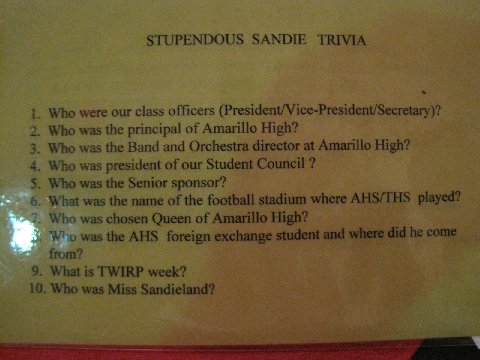 STUPENDOUS SANDIE TRIVIA
1. Who were our class officers (President/Vice-President/Secretary)?
2. Who was the principal of Amarillo High?
3. Who was the Band and Orchestra director at Amarillo High?
4. Who was president of our Student Council ?
5. Who was the Senior sponsor?
6. What was the name of the football stadium where AHS/THS played?
7. Who was chosen Queen of Amarillo High?
Who was the AHS foreign exchange student and where did he come
from?
9. What is TWIRP week?
10. Who was Miss Sandieland?